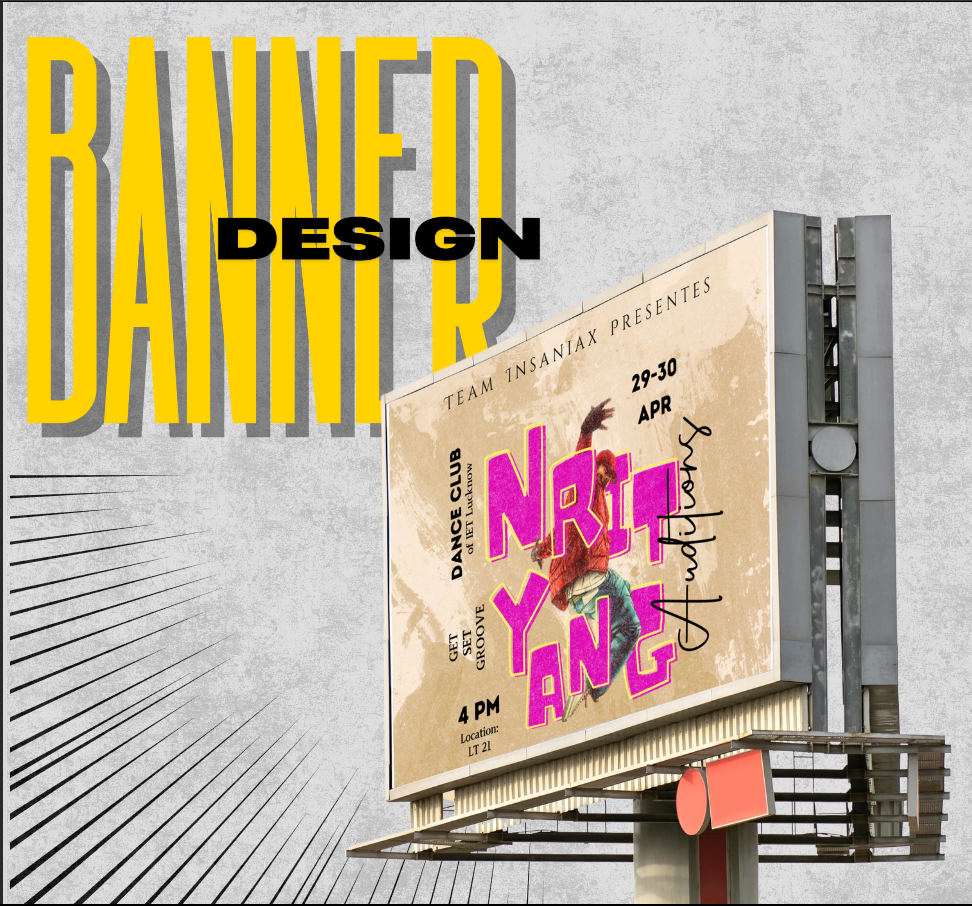 BANNER
DESIGN
TEAM INSANIAX PRESENTES
29-30
APR
DANCE CLUB
of IET Lucknow
NRIT
YANG
Auditions
GET
SET
GROOVE
4 PM
Location:
LT 21